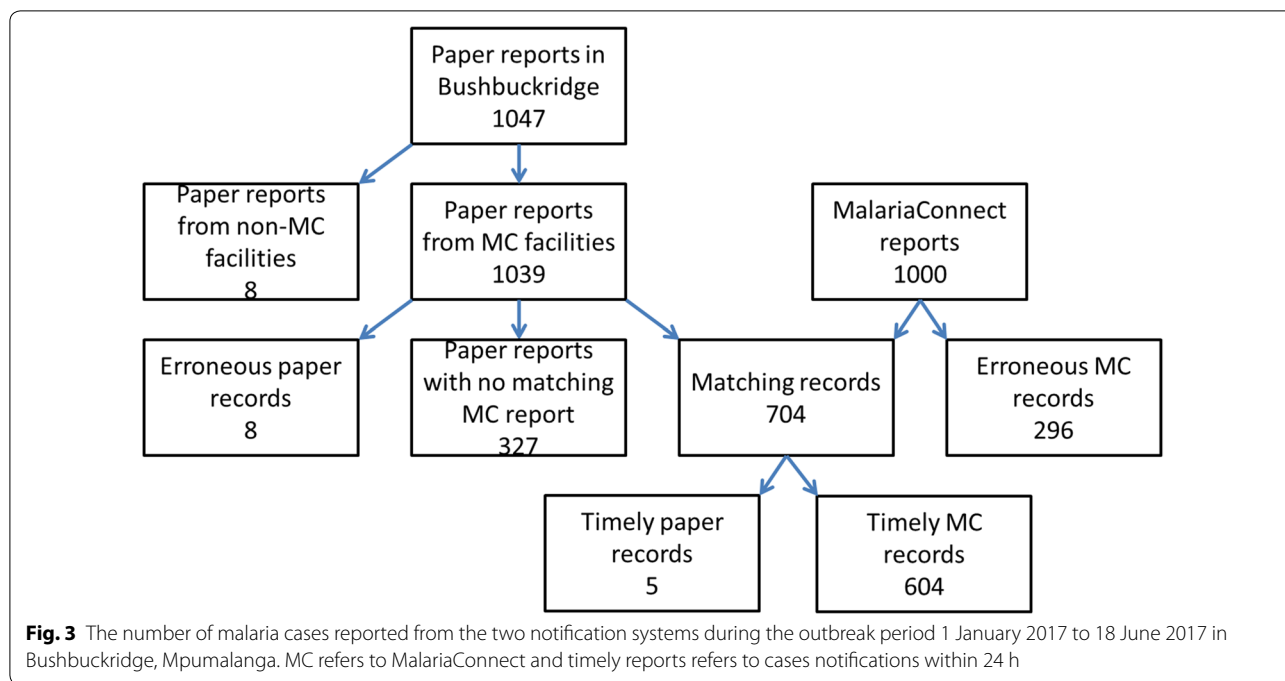 Paper reports in
Bushbuckridge
1047
Paper reports
from non-MC
facilities
8
Paper reports
from MC facilities
1039
MalariaConnect
reports
1000
Erroneous paper
records
8
Paper reports
with no matching
MC report
327
Matching records
704
Erroneous MC
records
296
Timely paper
records
5
Timely MC
records
604
Fig. 3 The number of malaria cases reported from the two notification systems during the outbreak period 1 January 2017 to 18 June 2017 in
Bushbuckridge, Mpumalanga. MC refers to MalariaConnect and timely reports refers to cases notifications within 24 h